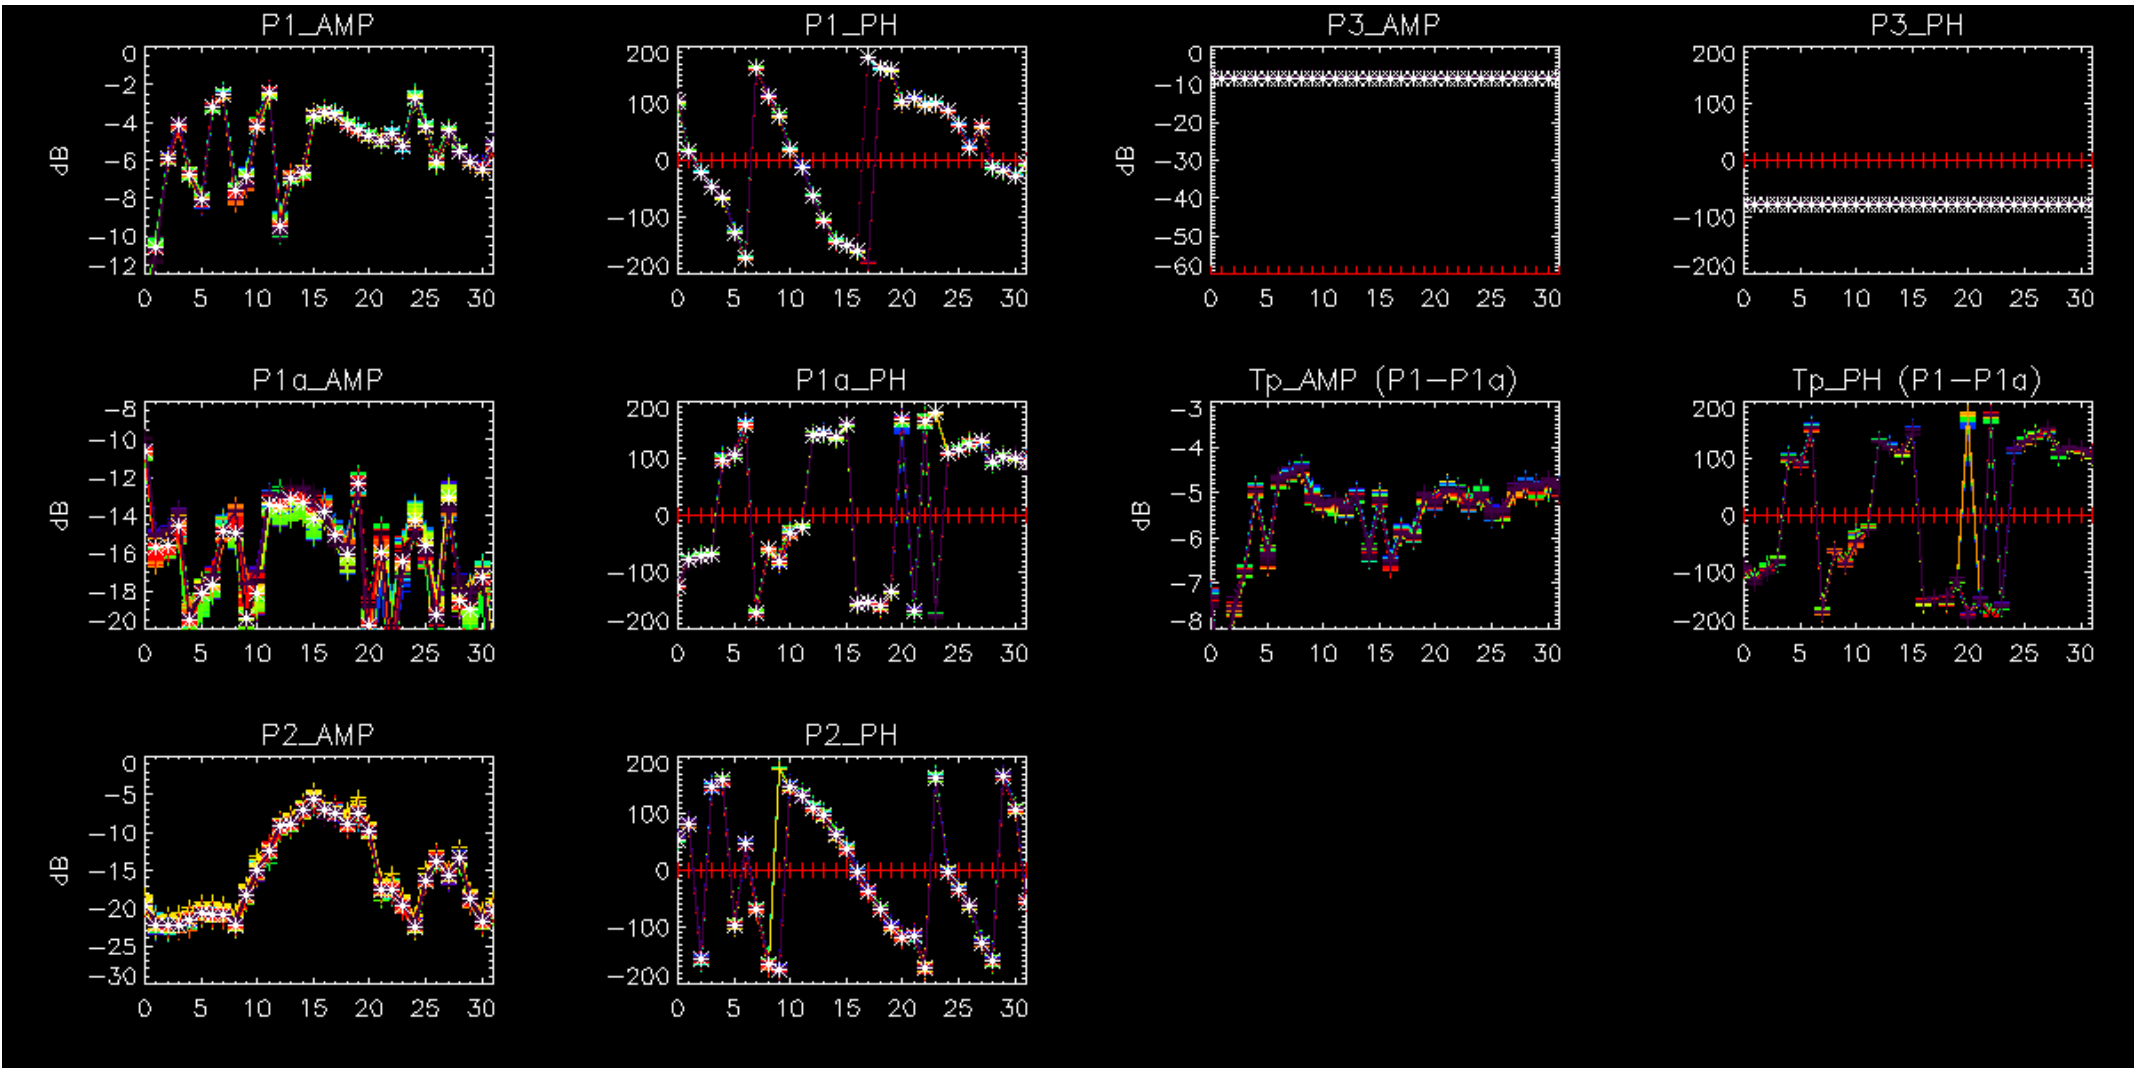 P1_AMP
P1_PH
P3_AMP
P3_PH
0
−2
−4
−6
−8
−10
−12
dB
0 5 10 15 20 25 30
200
100
0
−100
−200
0 5 10 15 20 25 30
0
−10
−20
−30
−40
−50
−60
dB
0 5 10 15 20 25 30
200
100
0
−100
−200
0 5 10 15 20 25 30
P1a_AMP
P1a_PH
Tp_AMP (P1−P1a)
Tp_PH (P1−P1a)
−8
−10
−12
−14
−16
−18
−20
dB
0 5 10 15 20 25 30
200
100
0
−100
−200
0 5 10 15 20 25 30
−3
−4
−5
−6
−7
−8
dB
0 5 10 15 20 25 30
200
100
0
−100
−200
0 5 10 15 20 25 30
P2_AMP
P2_PH
0
−5
−10
−15
−20
−25
−30
dB
0 5 10 15 20 25 30
200
100
0
−100
−200
0 5 10 15 20 25 30